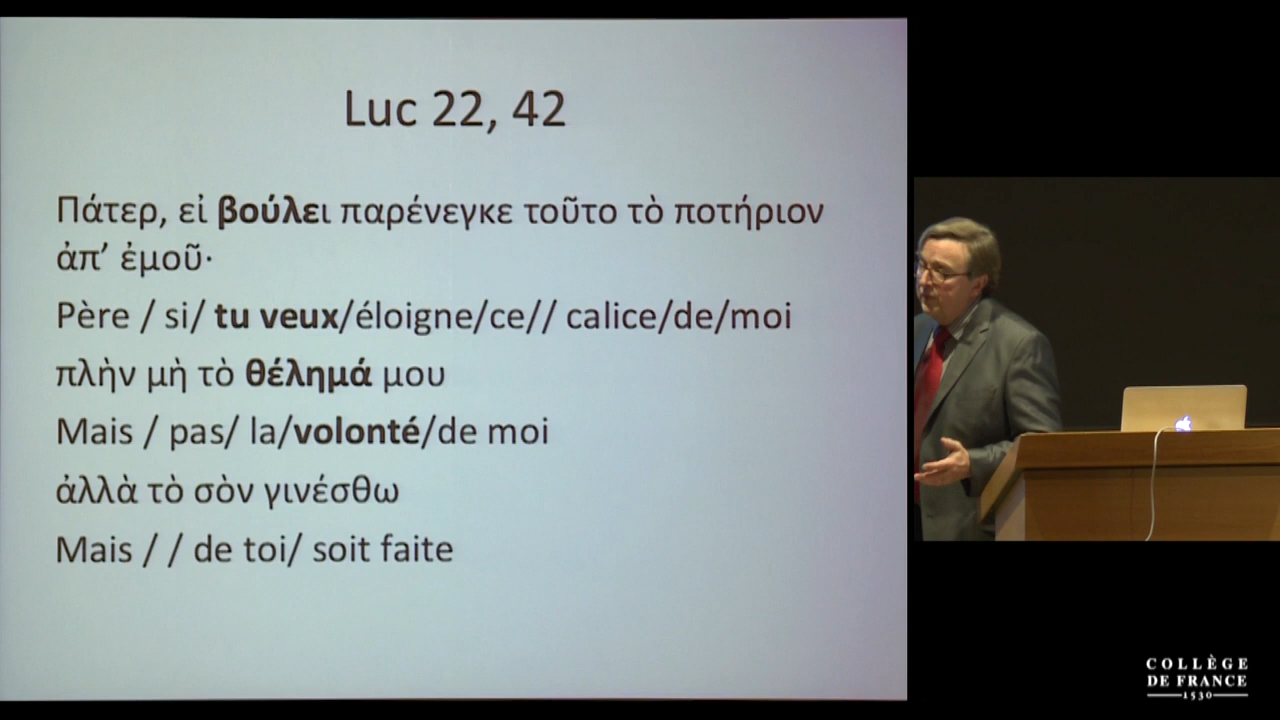 Luc 22, 42
Πάτερ, εἰ βούλει παρένεγκε τοῦτο τὸ ποτήριον
ἀπ’ ἐμοῦ·
Père / si/ tu veux/éloigne/ce// calice/de/moi
πλὴν μὴ τὸ θέλημά μου
Mais / pas/ la/volonté/de moi
ἀλλὰ τὸ σὸν γινέσθω
Mais / / de toi/ soit faite
COLLÈGE
DE FRANCE
1530